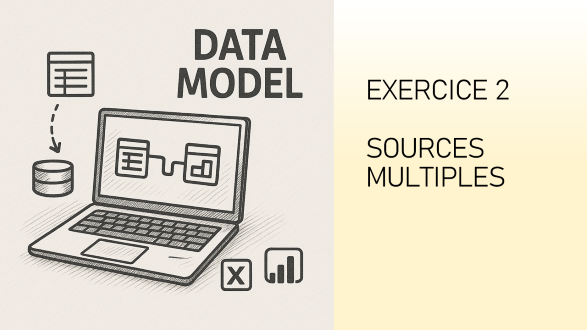 DATA
MODEL
X
EXERCICE 2
SOURCES
MULTIPLES